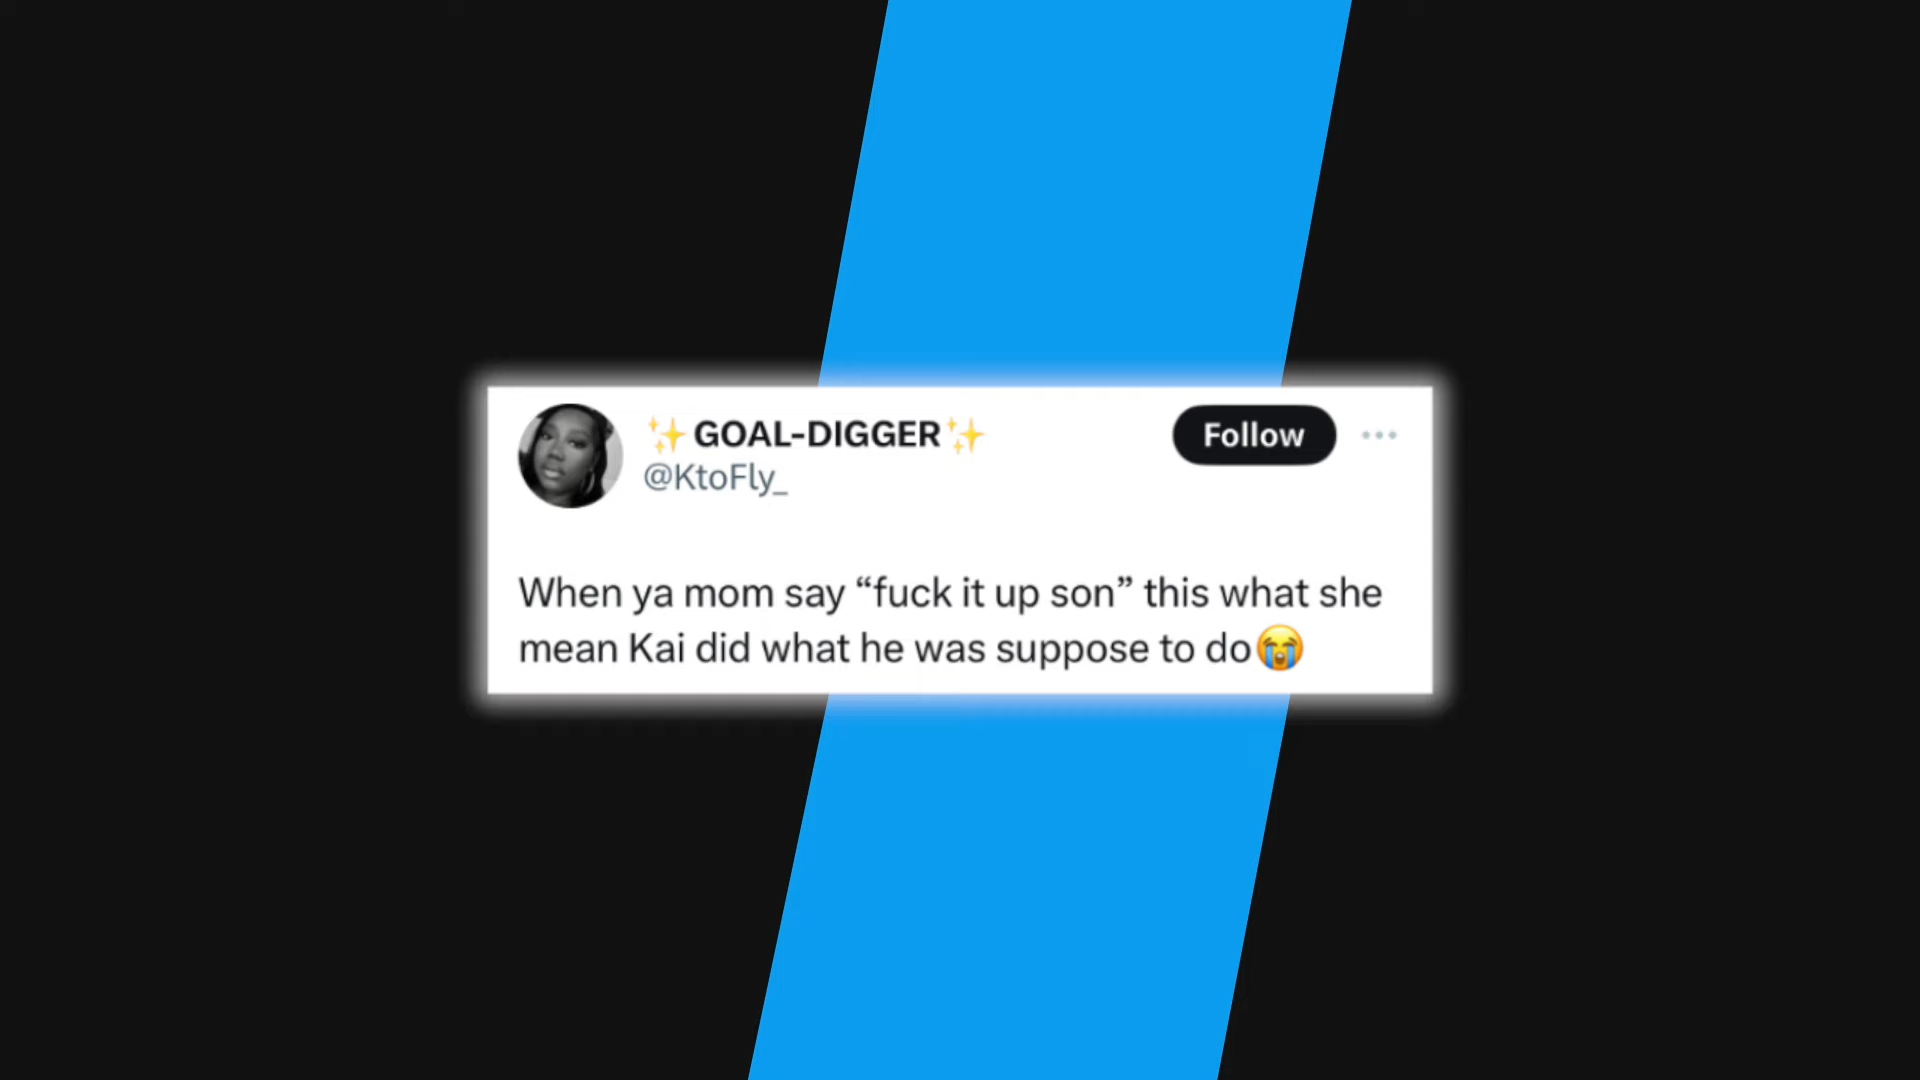 ✨GOAL-DIGGER✨
Follow
@KtoFly_
When ya mom say “fuck it up son” this what she
mean Kai did what he was suppose to do😭